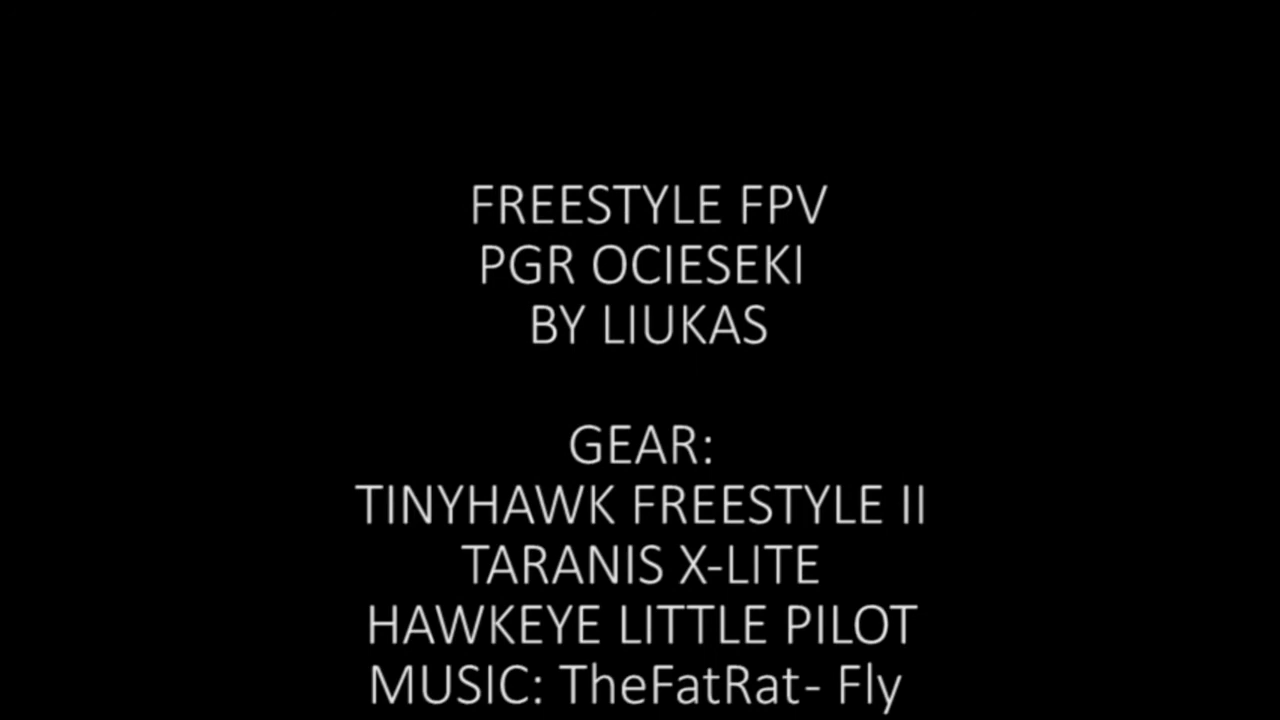 FREESTYLE FPV
PGR OCIESEKI
BY LIUKAS
GEAR:
TINYHAWK FREESTYLE II
TARANIS X-LITE
HAWKEYE LITTLE PILOT
MUSIC: TheFatRat- Fly